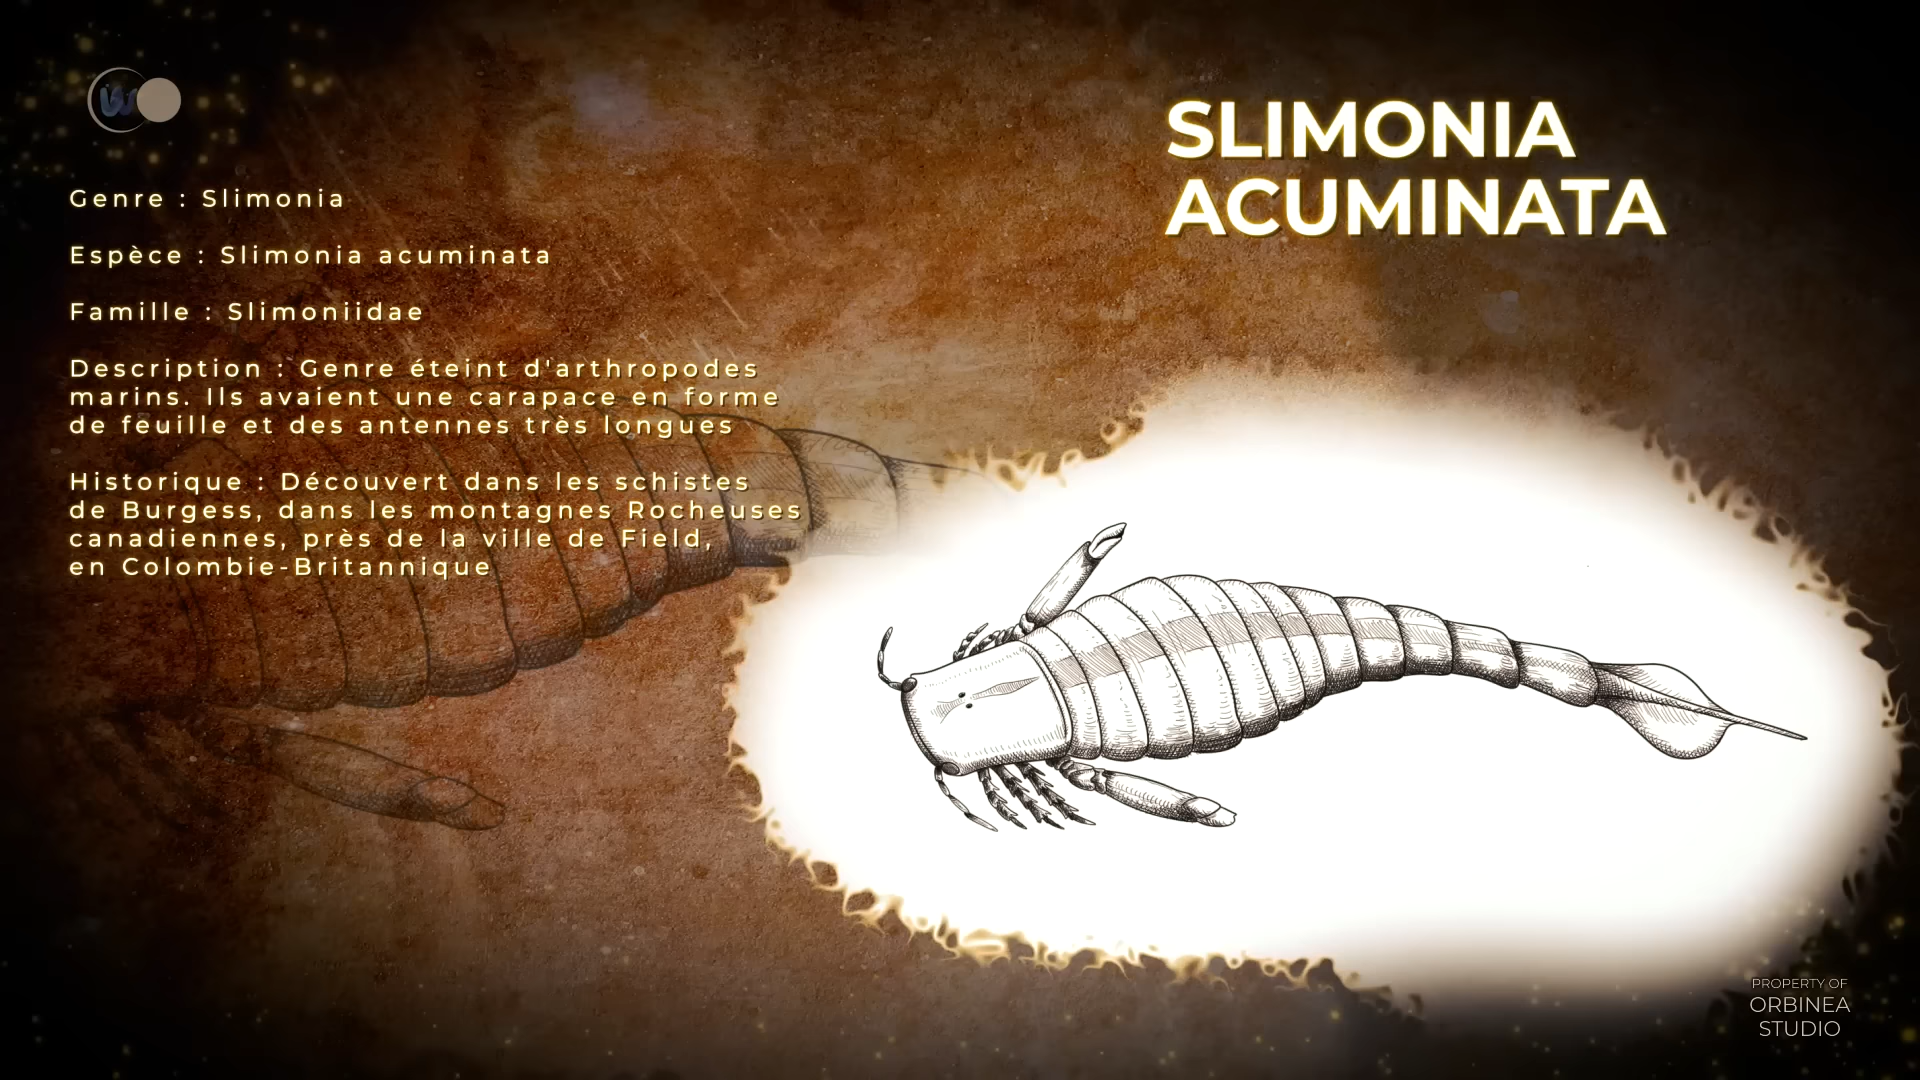 W
SLIMONIA
ACUMINATA
Genre : Slimonia
Espèce : Slimonia acuminata
Famille : Slimoniidae
Description : Genre éteint d'arthropodes
marins. Ils avaient une carapace en forme
de feuille et des antennes très longues
Historique : Découvert dans les schistes
de Burgess, dans les montagnes Rocheuses
canadiennes, près de la ville de Field,
en Colombie-Britannique
PROPERTY OF
ORBINEA
STUDIO